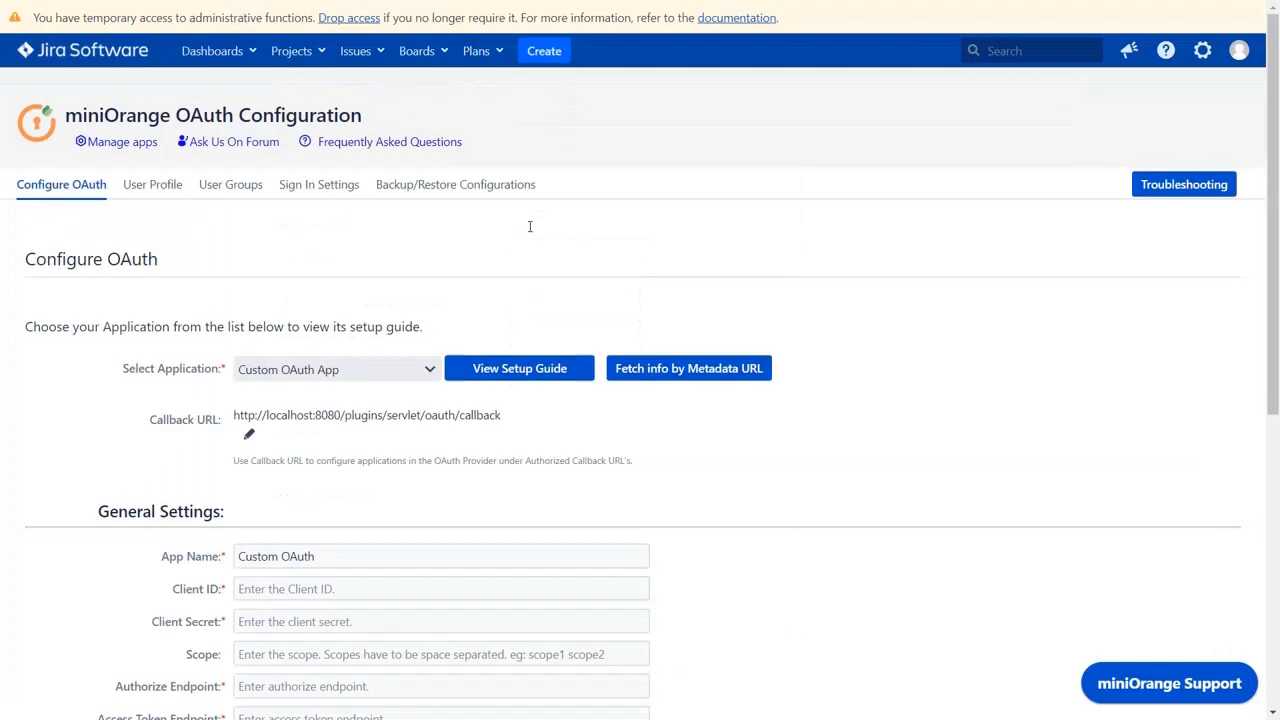 You have temporary access to administrative functions. Drop access if you no longer require it. For more information, refer to the documentation.
Jira Software Dashboards Projects Issues Boards Plans Create Search
miniOrange OAuth Configuration
Manage apps Ask Us On Forum Frequently Asked Questions
Configure OAuth User Profile User Groups Sign In Settings Backup/Restore Configurations Troubleshooting
Configure OAuth
Choose your Application from the list below to view its setup guide.
Select Application:* Custom OAuth App View Setup Guide Fetch info by Metadata URL
Callback URL: http://localhost:8080/plugins/servlet/oauth/callback
Use Callback URL to configure applications in the OAuth Provider under Authorized Callback URL's.
General Settings:
App Name:* Custom OAuth
Client ID:* Enter the Client ID.
Client Secret:* Enter the client secret.
Scope: Enter the scope. Scopes have to be space separated. eg: scope1 scope2
Authorize Endpoint:* Enter authorize endpoint.
miniOrange Support
Access Token Endpoint:* Enter access token endpoint.